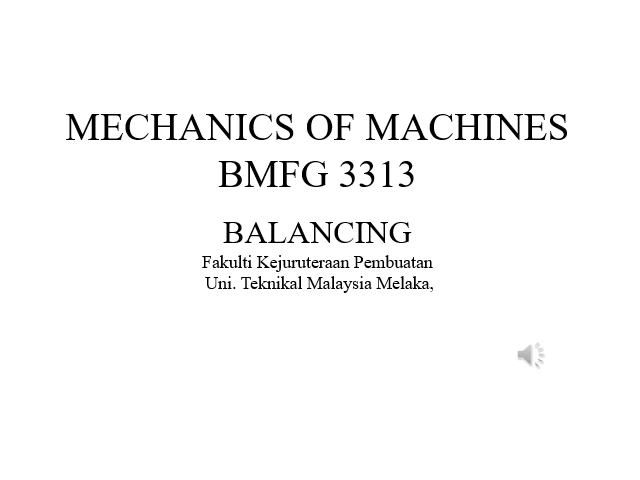 MECHANICS OF MACHINES
BMFG 3313
BALANCING
Fakulti Kejuruteraan Pembuatan
Uni. Teknikal Malaysia Melaka,